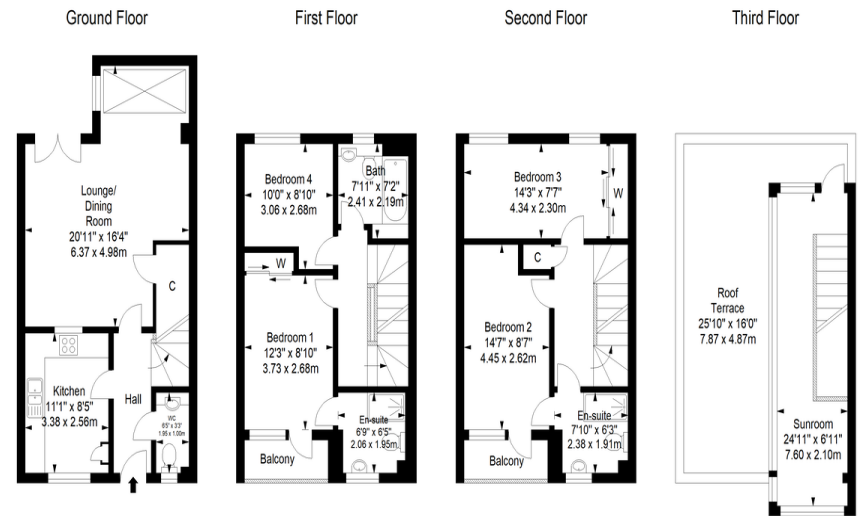 Ground Floor
First Floor
Second Floor
Third Floor
Lounge/
Dining
Room
20'11" x 16'4"
6.37 x 4.98m
C
Kitchen
11'1" x 8'5"
3.38 x 2.56m
Hall
WC
6'5" x 3'3"
1.95 x 1.00m
Bedroom 4
10'0" x 8'10"
3.06 x 2.68m
Bath
7'11" x 7'2"
2.41 x 2.19m
W
Bedroom 1
12'3" x 8'10"
3.73 x 2.68m
En-suite
6'9" x 6'5"
2.06 x 1.95m
Balcony
Bedroom 3
14'3" x 7'7"
4.34 x 2.30m
W
C
Bedroom 2
14'7" x 8'7"
4.45 x 2.62m
En-suite
7'10" x 6'3"
2.38 x 1.91m
Balcony
Roof
Terrace
25'10" x 16'0"
7.87 x 4.87m
Sunroom
24'11" x 6'11"
7.60 x 2.10m